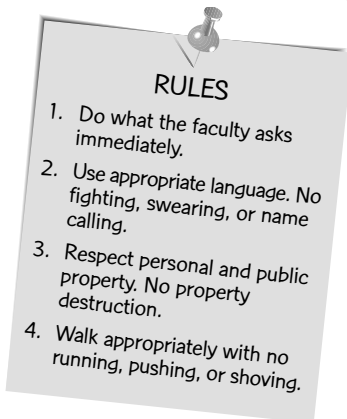 RULES
1. Do what the faculty asks
immediately.
2. Use appropriate language. No
fighting, swearing, or name
calling.
3. Respect personal and public
property. No property
destruction.
4. Walk appropriately with no
running, pushing, or shoving.